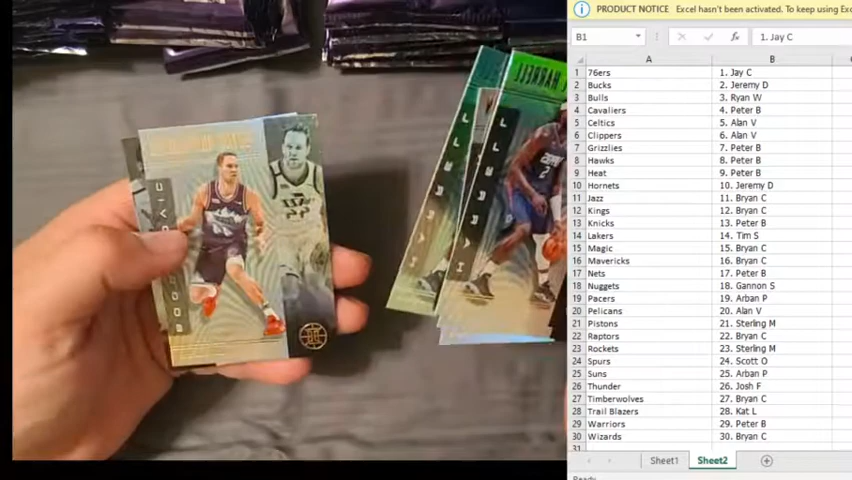 PRODUCT NOTICE Excel hasn't been activated. To keep using Exc
B1 fx 1. Jay C
A B
1 76ers 1. Jay C
2 Bucks 2. Jeremy D
3 Bulls 3. Ryan W
4 Cavaliers 4. Peter B
5 Celtics 5. Alan V
6 Clippers 6. Alan V
7 Grizzlies 7. Peter B
8 Hawks 8. Peter B
9 Heat 9. Peter B
10 Hornets 10. Jeremy D
11 Jazz 11. Bryan C
12 Kings 12. Bryan C
13 Knicks 13. Peter B
14 Lakers 14. Tim S
15 Magic 15. Bryan C
16 Mavericks 16. Bryan C
17 Nets 17. Peter B
18 Nuggets 18. Gannon S
19 Pacers 19. Arban P
20 Pelicans 20. Alan V
21 Pistons 21. Sterling M
22 Raptors 22. Bryan C
23 Rockets 23. Sterling M
24 Spurs 24. Scott O
25 Suns 25. Arban P
26 Thunder 26. Josh F
27 Timberwolves 27. Bryan C
28 Trail Blazers 28. Kat L
29 Warriors 29. Peter B
30 Wizards 30. Bryan C
31
Sheet1 Sheet2
Ready
HARRELL